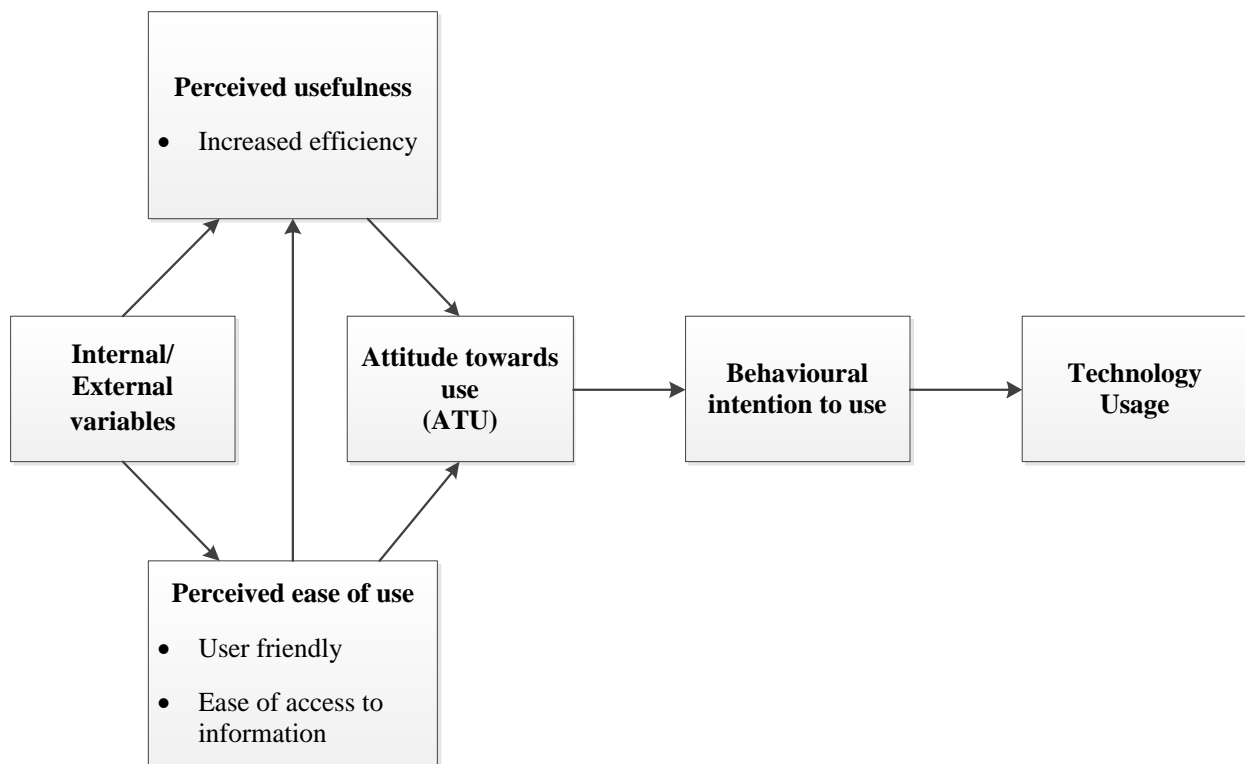 Perceived usefulness
• Increased efficiency
Internal/
External
variables
Attitude towards
use
(ATU)
Behavioural
intention to use
Technology
Usage
Perceived ease of use
• User friendly
• Ease of access to
information